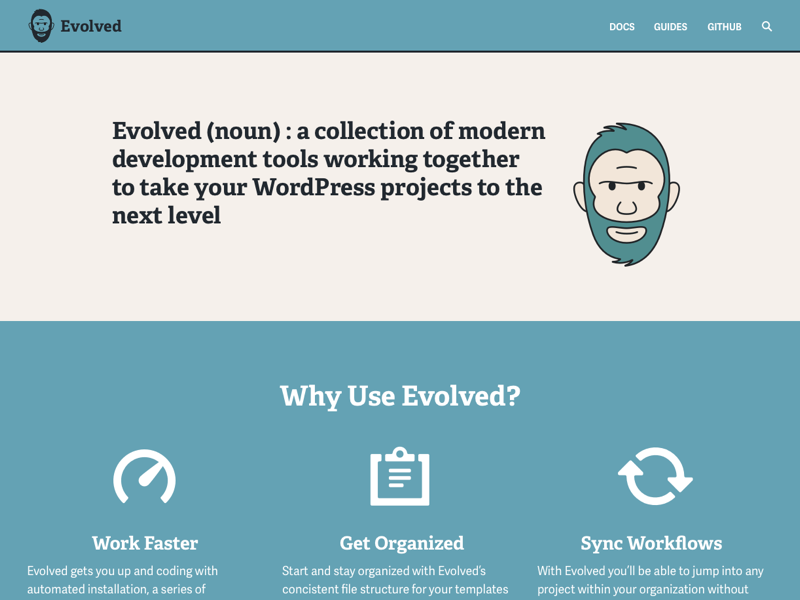 Evolved
DOCS
GUIDES
GITHUB
Evolved (noun) : a collection of modern
development tools working together
to take your WordPress projects to the
next level
Why Use Evolved?
Work Faster
Evolved gets you up and coding with
automated installation, a series of
Get Organized
Start and stay organized with Evolved's
concistent file structure for your templates
Sync Workflows
With Evolved you'll be able to jump into any
project within your organization without